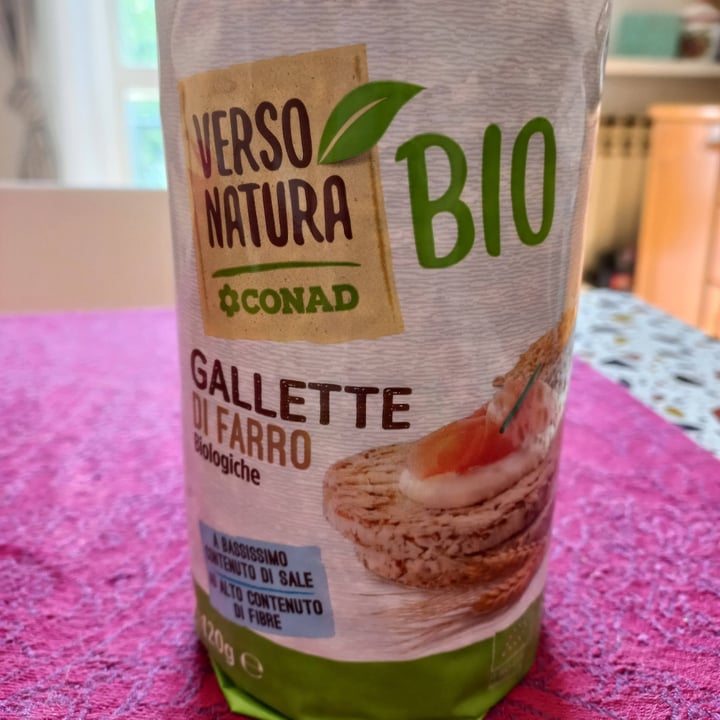 VERSO
NATURA
CONAD
BIO
GALLETTE
DI FARRO
Biologiche
A BASSISSIMO
CONTENUTO DI SALE
AD ALTO CONTENUTO
DI FIBRE
120g ℮